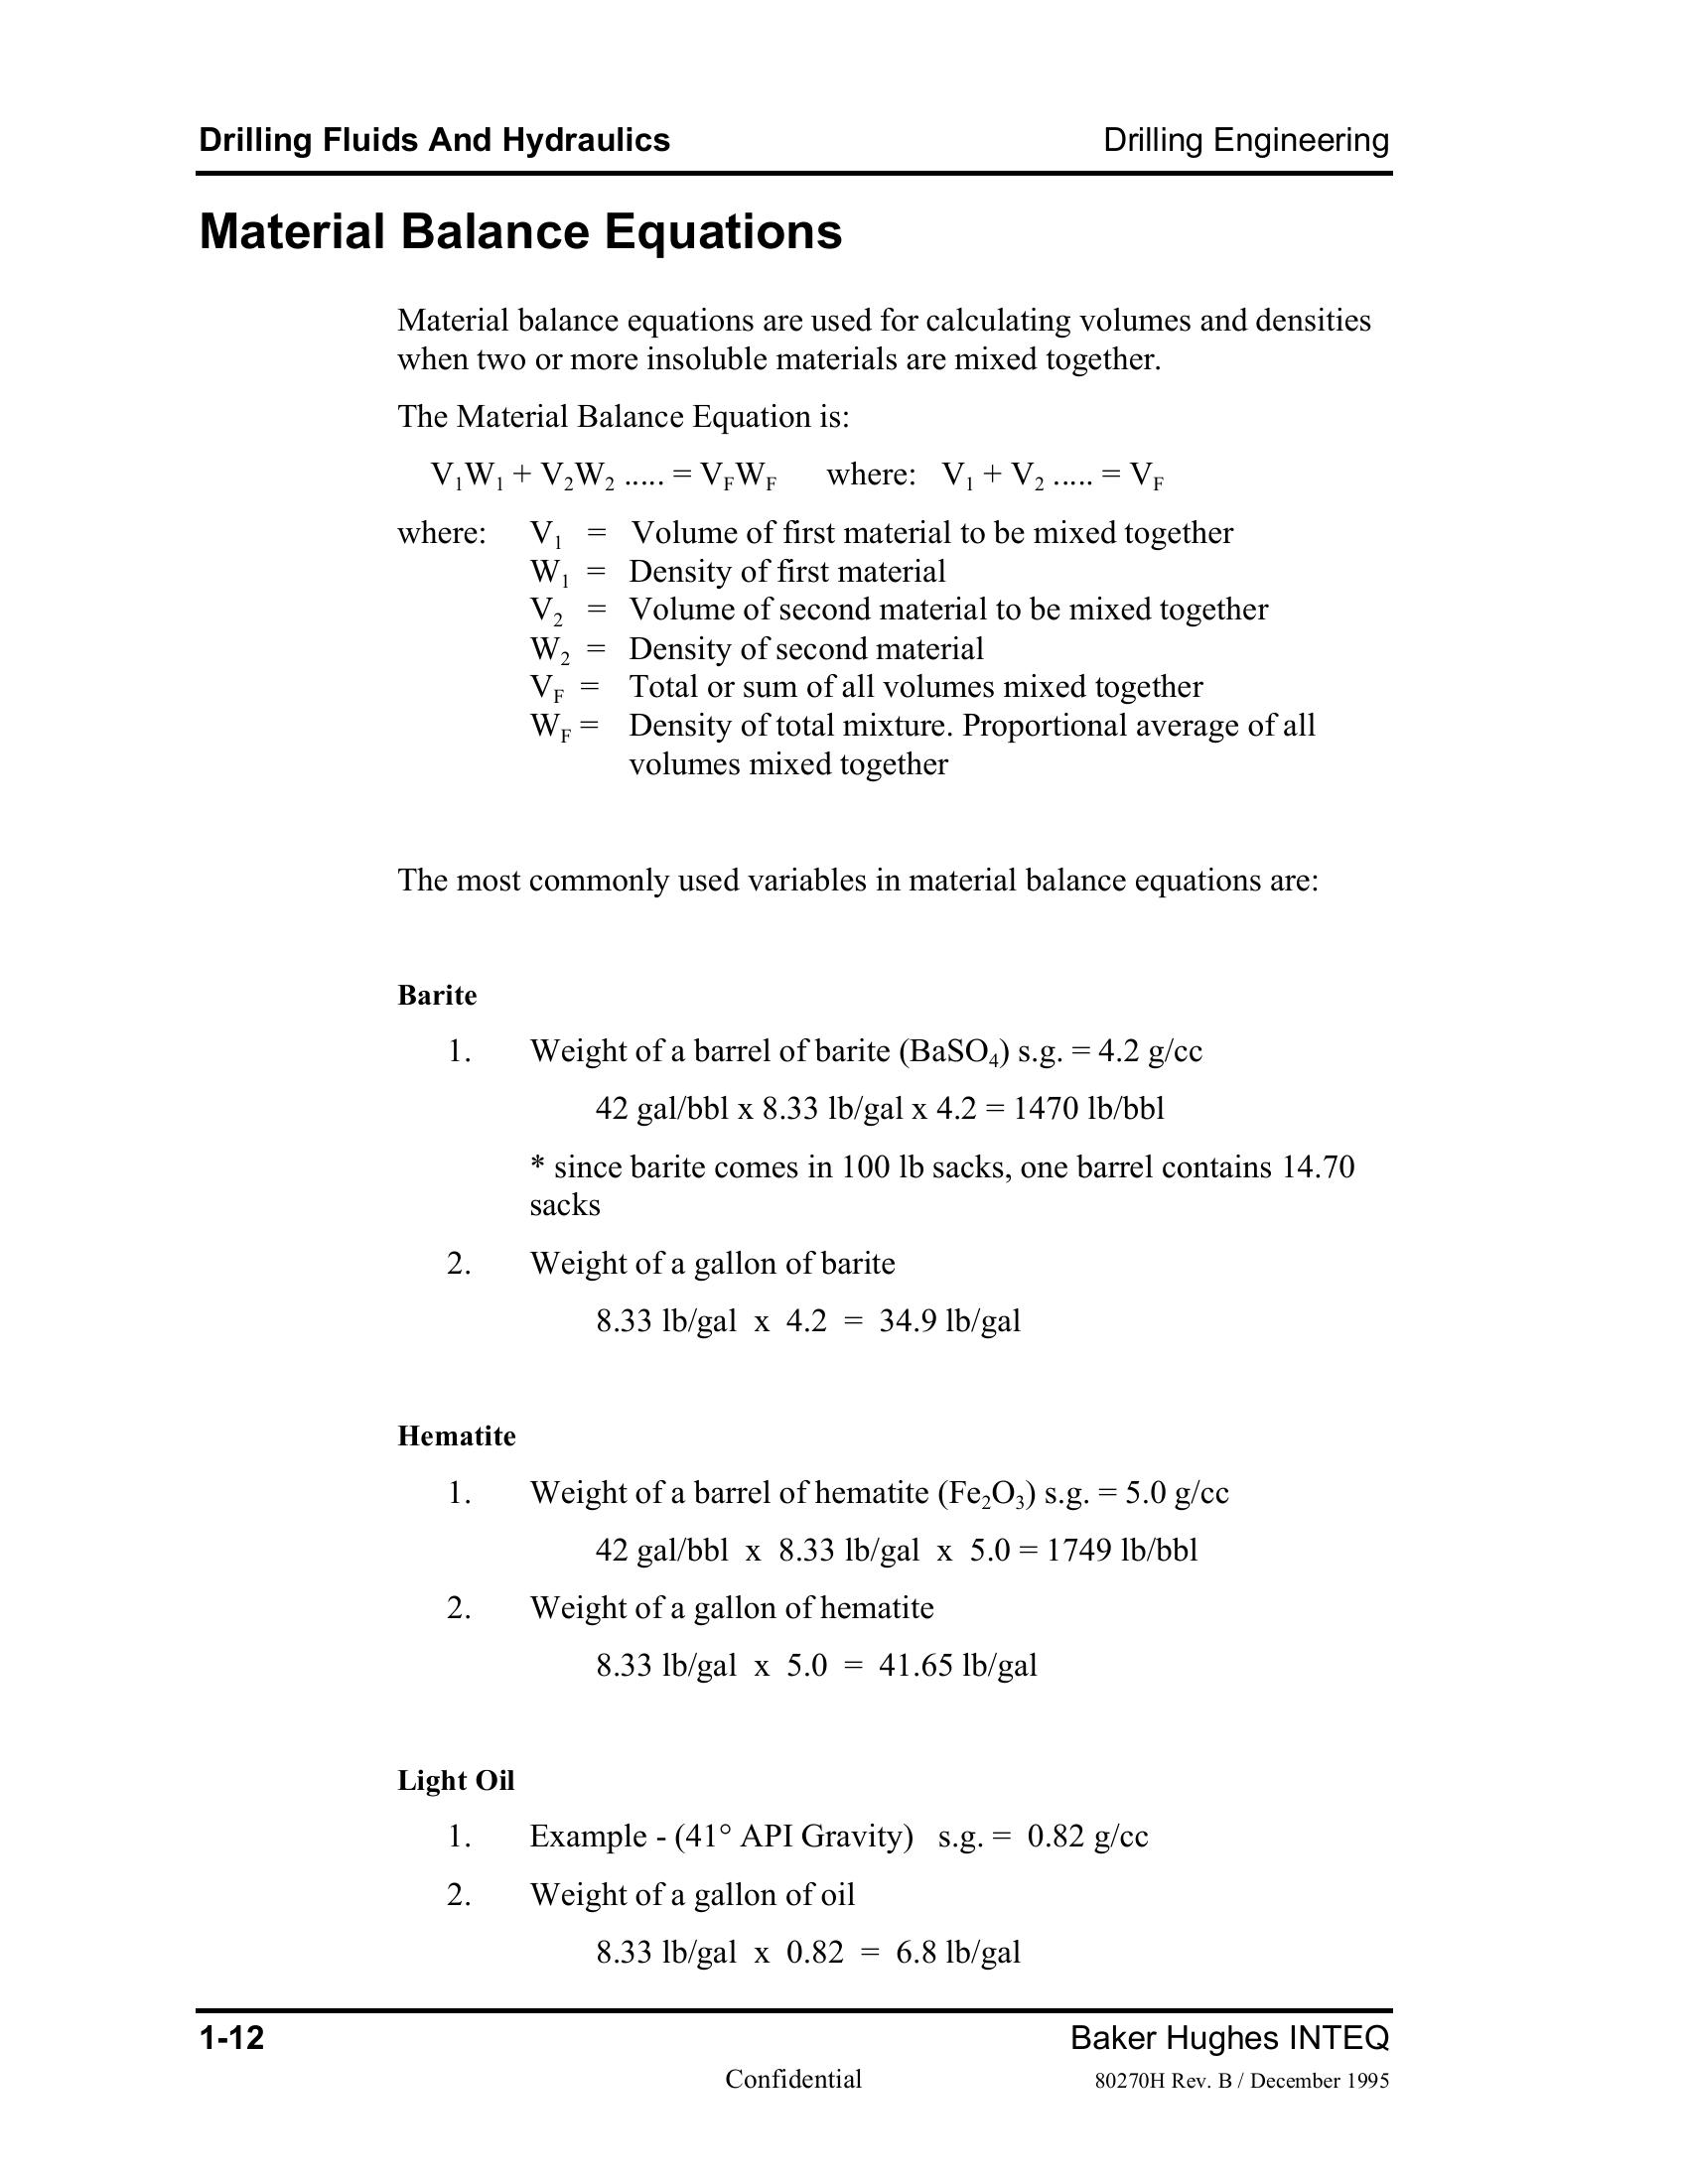 Drilling Fluids And Hydraulics Drilling Engineering
Material Balance Equations
Material balance equations are used for calculating volumes and densities
when two or more insoluble materials are mixed together.
The Material Balance Equation is:
V₁W₁ + V₂W₂ ..... = V_FW_F where: V₁ + V₂ ..... = V_F
where: V₁ = Volume of first material to be mixed together
W₁ = Density of first material
V₂ = Volume of second material to be mixed together
W₂ = Density of second material
V_F = Total or sum of all volumes mixed together
W_F = Density of total mixture. Proportional average of all
volumes mixed together
The most commonly used variables in material balance equations are:
Barite
1. Weight of a barrel of barite (BaSO₄) s.g. = 4.2 g/cc
42 gal/bbl x 8.33 lb/gal x 4.2 = 1470 lb/bbl
* since barite comes in 100 lb sacks, one barrel contains 14.70
sacks
2. Weight of a gallon of barite
8.33 lb/gal x 4.2 = 34.9 lb/gal
Hematite
1. Weight of a barrel of hematite (Fe₂O₃) s.g. = 5.0 g/cc
42 gal/bbl x 8.33 lb/gal x 5.0 = 1749 lb/bbl
2. Weight of a gallon of hematite
8.33 lb/gal x 5.0 = 41.65 lb/gal
Light Oil
1. Example - (41° API Gravity) s.g. = 0.82 g/cc
2. Weight of a gallon of oil
8.33 lb/gal x 0.82 = 6.8 lb/gal
1-12 Baker Hughes INTEQ
Confidential 80270H Rev. B / December 1995